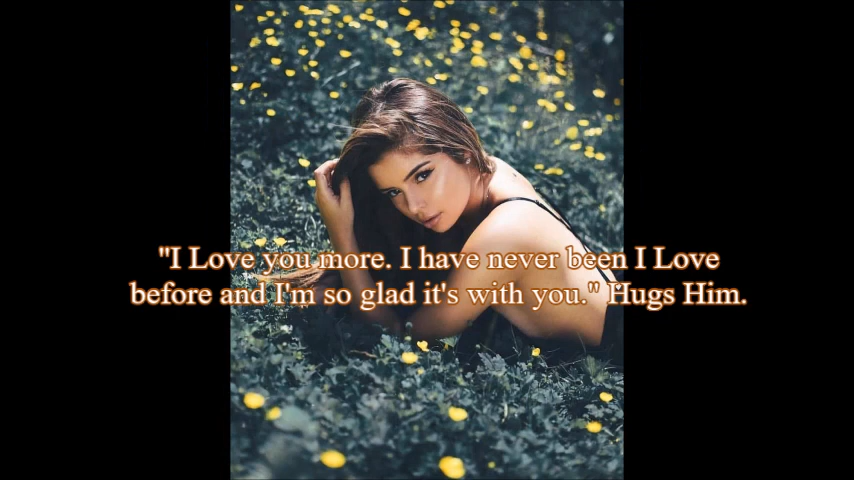 "I Love you more. I have never been I Love
before and I'm so glad it's with you." Hugs Him.